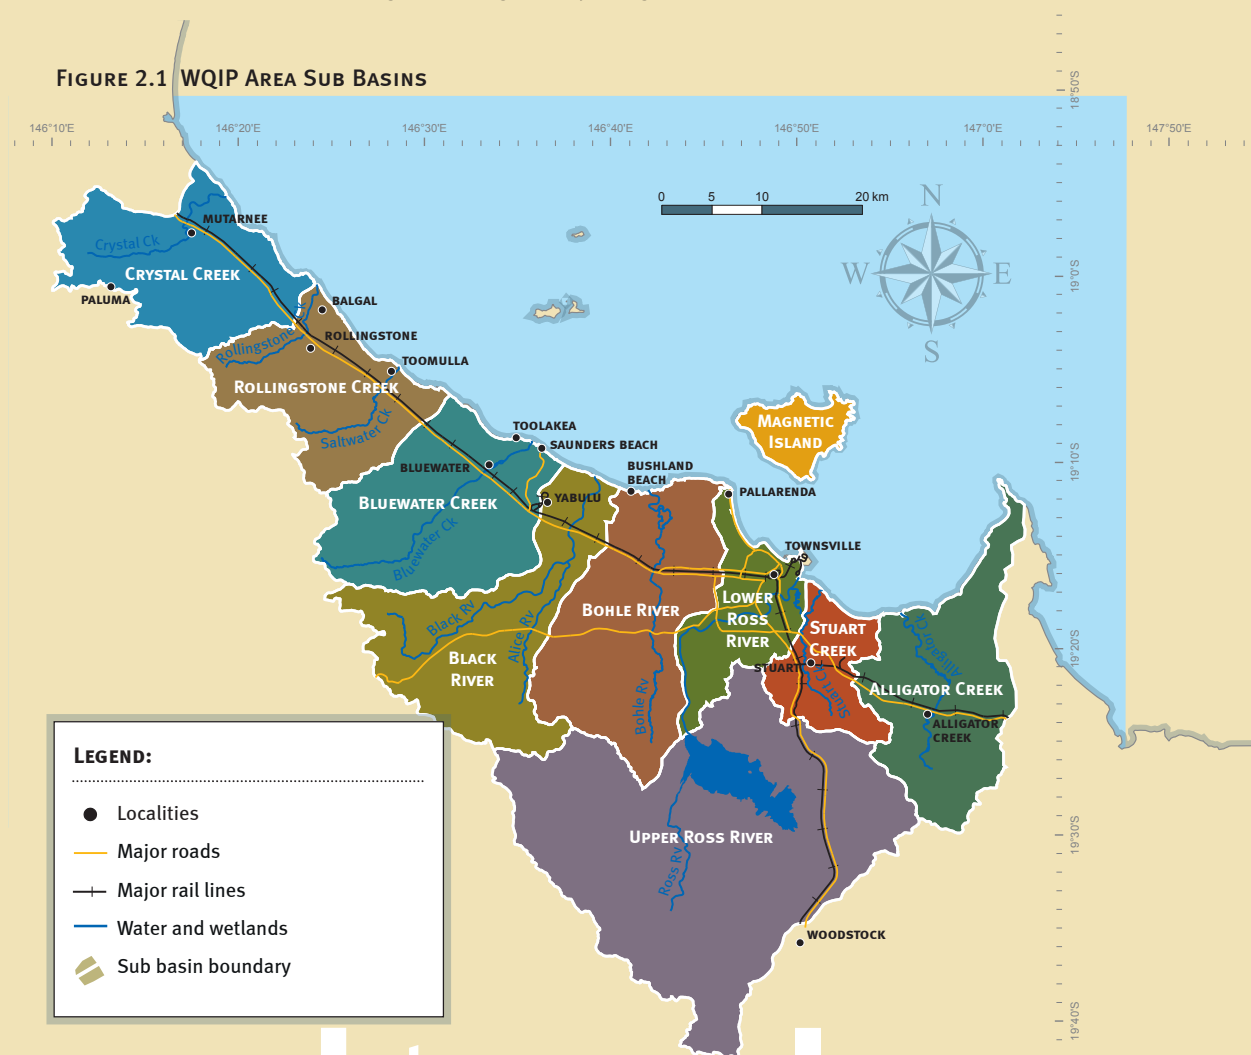 FIGURE 2.1 WQIP AREA SUB BASINS
146°10'E
146°20'E
146°30'E
146°40'E
146°50'E
147°0'E
147°50'E
18°50'S
19°0'S
19°10'S
19°20'S
19°30'S
19°40'S
0 5 10 20 km
N
W E
S
MUTARNEE
Crystal Ck
CRYSTAL CREEK
PALUMA
BALGAL
Rollingstone Ck
ROLLINGSTONE
TOOMULLA
ROLLINGSTONE CREEK
Saltwater Ck
TOOLAKEA
SAUNDERS BEACH
BLUEWATER
BLUEWATER CREEK
Bluewater Ck
YABULU
BUSHLAND
BEACH
PALLARENDA
MAGNETIC
ISLAND
TOWNSVILLE
Black Rv
Alice Rv
BLACK
RIVER
BOHLE RIVER
Bohle Rv
LOWER
ROSS
RIVER
STUART
CREEK
STUART
Stuart Ck
Alligator Ck
ALLIGATOR CREEK
ALLIGATOR
CREEK
UPPER ROSS RIVER
Ross Rv
WOODSTOCK
LEGEND:
Localities
Major roads
Major rail lines
Water and wetlands
Sub basin boundary